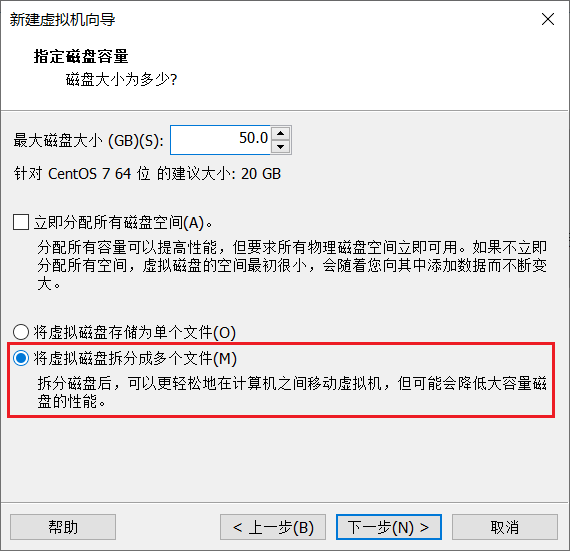 新建虚拟机向导
指定磁盘容量
磁盘大小为多少?
最大磁盘大小 (GB)(S): 50.0
针对 CentOS 7 64 位 的建议大小: 20 GB
立即分配所有磁盘空间(A)。
分配所有容量可以提高性能，但要求所有物理磁盘空间立即可用。如果不立即
分配所有空间，虚拟磁盘的空间最初很小，会随着您向其中添加数据而不断变
大。
将虚拟磁盘存储为单个文件(O)
将虚拟磁盘拆分成多个文件(M)
拆分磁盘后，可以更轻松地在计算机之间移动虚拟机，但可能会降低大容量磁
盘的性能。
帮助 < 上一步(B) 下一步(N) > 取消